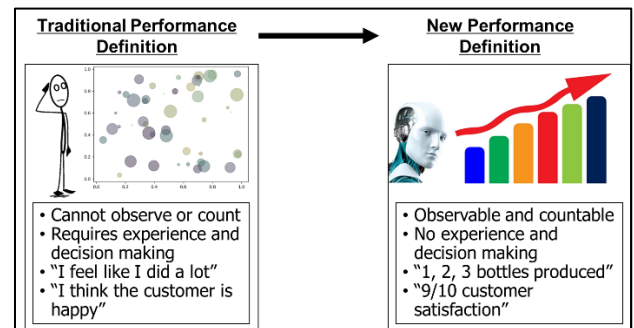 Traditional Performance
Definition
New Performance
Definition
1.0
0.8
0.6
0.4
0.2
0.0
0.0
0.2
0.4
0.6
0.8
1.0
• Cannot observe or count
• Requires experience and
decision making
• “I feel like I did a lot”
• “I think the customer is
happy”
• Observable and countable
• No experience and
decision making
• “1, 2, 3 bottles produced”
• “9/10 customer
satisfaction”